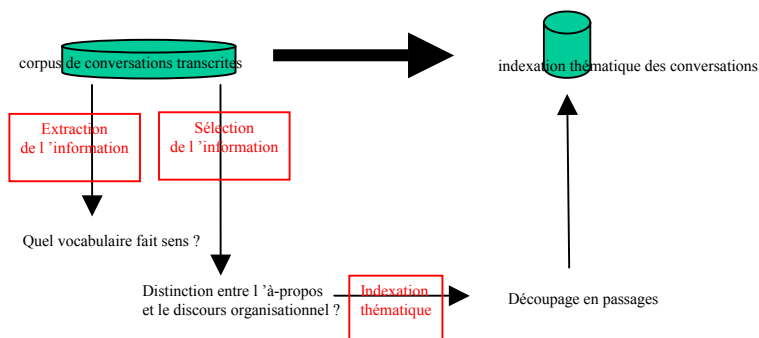 corpus de conversations transcrites
indexation thématique des conversations
Extraction
de l ’information
Sélection
de l ’information
Quel vocabulaire fait sens ?
Distinction entre l ’à-propos
et le discours organisationnel ?
Indexation
thématique
Découpage en passages